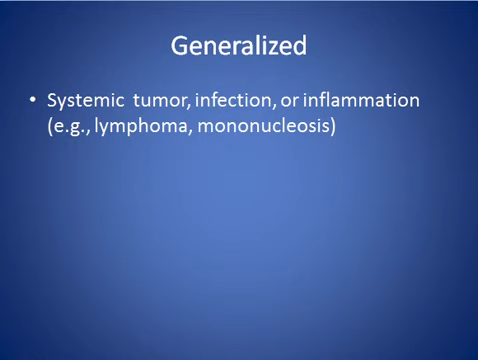 Generalized
• Systemic tumor, infection, or inflammation
(e.g., lymphoma, mononucleosis)